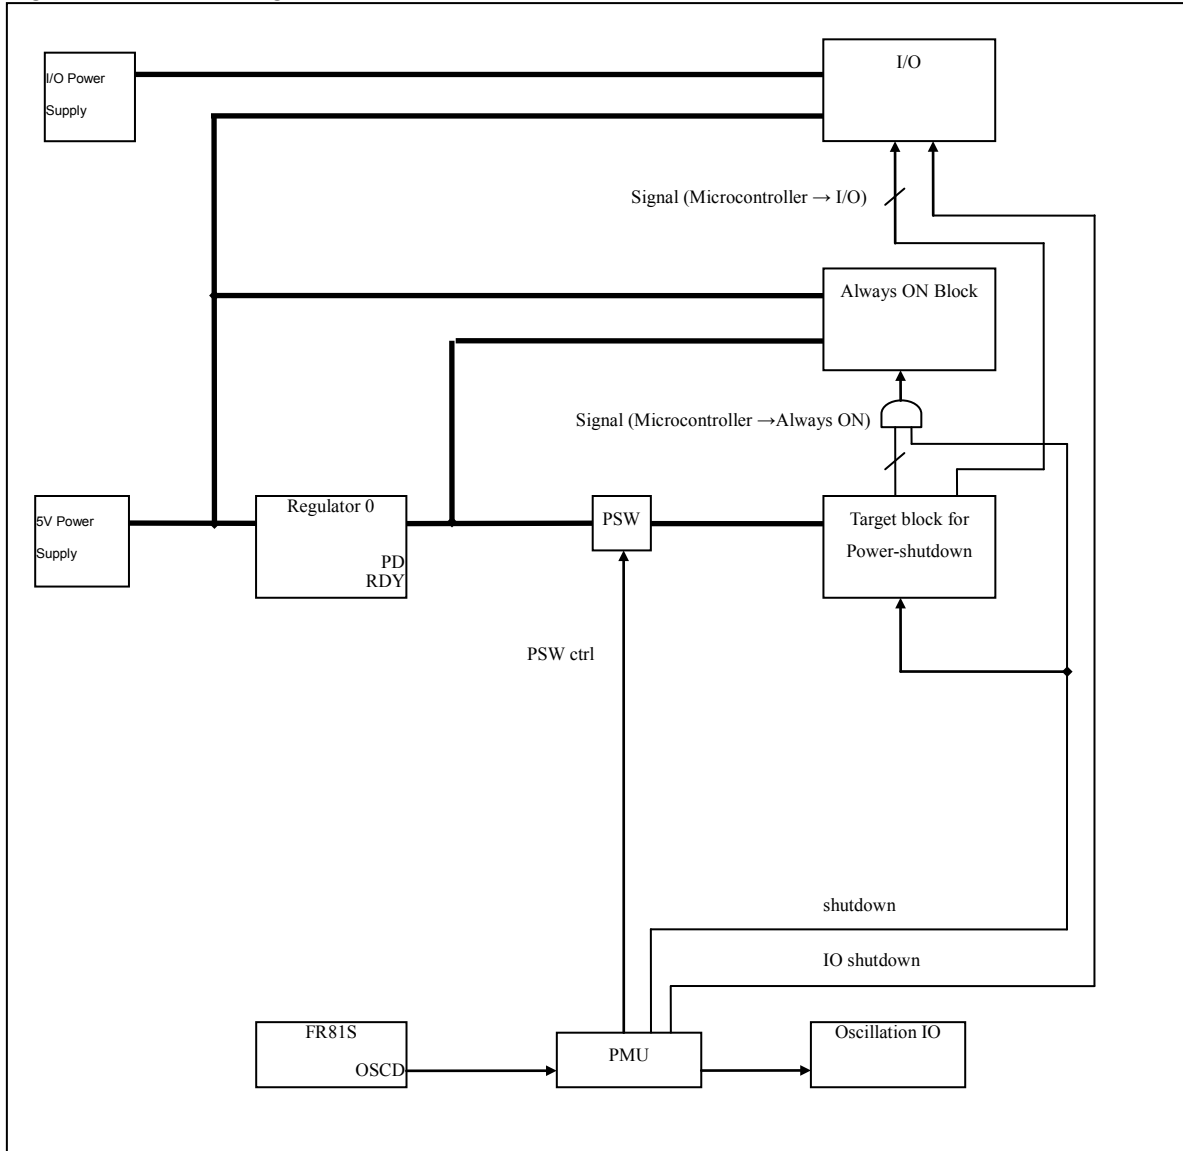 I/O Power
Supply
I/O
Signal (Microcontroller → I/O)
Always ON Block
Signal (Microcontroller →Always ON)
5V Power
Supply
Regulator 0
PD
RDY
PSW
Target block for
Power-shutdown
PSW ctrl
shutdown
IO shutdown
FR81S
OSCD
PMU
Oscillation IO